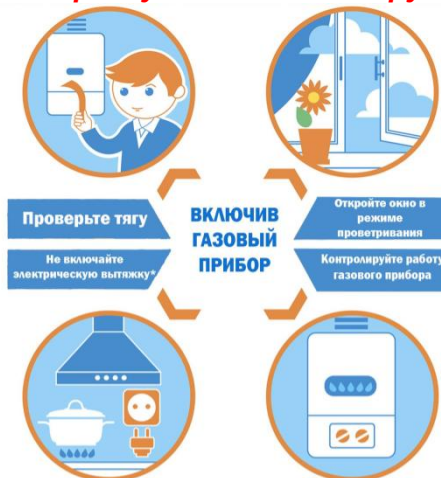 Проверьте тягу
Не включайте
электрическую вытяжку*
ВКЛЮЧИВ
ГАЗОВЫЙ
ПРИБОР
Откройте окно в
режиме
проветривания
Контролируйте работу
газового прибора